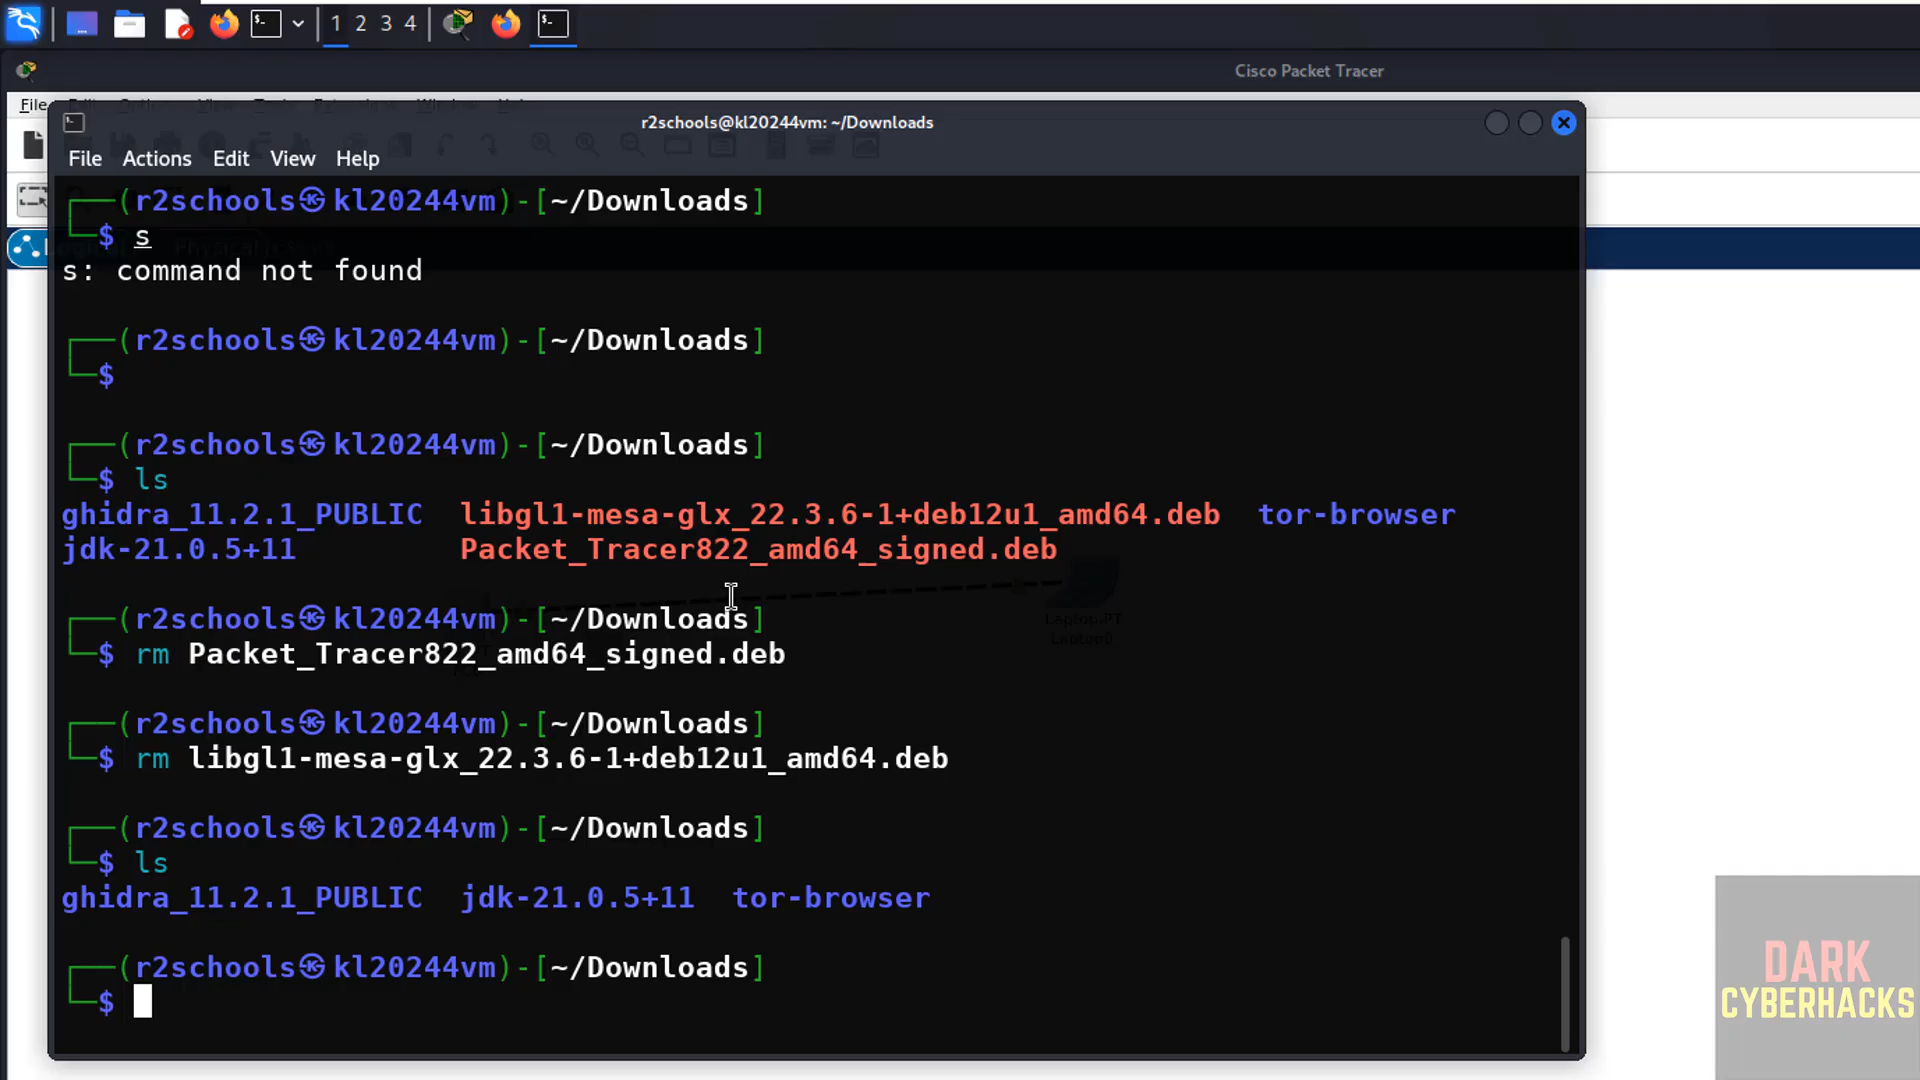 1 2 3 4
Cisco Packet Tracer
File
r2schools@kl20244vm: ~/Downloads
File Actions Edit View Help
┌──(r2schools㉿kl20244vm)-[~/Downloads]
└─$ s
s: command not found
┌──(r2schools㉿kl20244vm)-[~/Downloads]
└─$
┌──(r2schools㉿kl20244vm)-[~/Downloads]
└─$ ls
ghidra_11.2.1_PUBLIC libgl1-mesa-glx_22.3.6-1+deb12u1_amd64.deb tor-browser
jdk-21.0.5+11 Packet_Tracer822_amd64_signed.deb
┌──(r2schools㉿kl20244vm)-[~/Downloads]
└─$ rm Packet_Tracer822_amd64_signed.deb
Laptop-PT
Laptop0
┌──(r2schools㉿kl20244vm)-[~/Downloads]
└─$ rm libgl1-mesa-glx_22.3.6-1+deb12u1_amd64.deb
┌──(r2schools㉿kl20244vm)-[~/Downloads]
└─$ ls
ghidra_11.2.1_PUBLIC jdk-21.0.5+11 tor-browser
┌──(r2schools㉿kl20244vm)-[~/Downloads]
└─$
DARK
CYBERHACKS